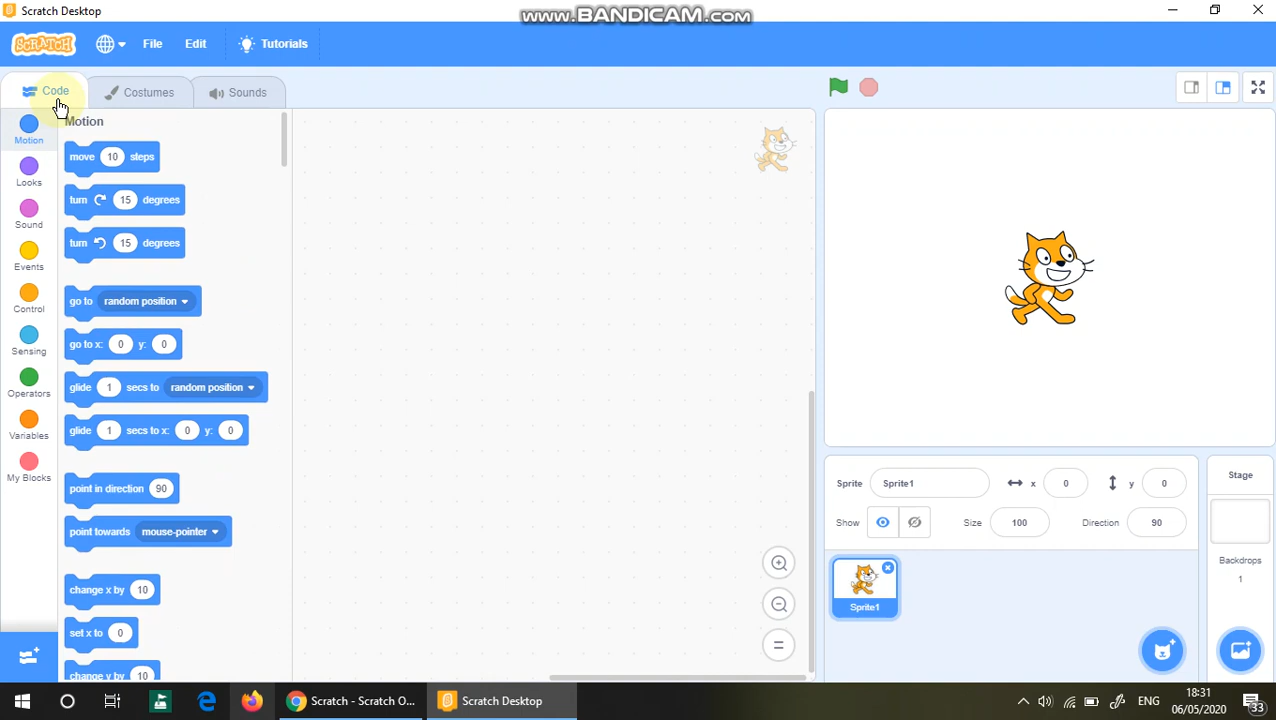 Scratch Desktop
www.BANDICAM.com
SCRATCH
File
Edit
Tutorials
Code
Costumes
Sounds
Motion
Looks
Sound
Events
Control
Sensing
Operators
Variables
My Blocks
Motion
move 10 steps
turn 15 degrees
turn 15 degrees
go to random position
go to x: 0 y: 0
glide 1 secs to random position
glide 1 secs to x: 0 y: 0
point in direction 90
point towards mouse-pointer
change x by 10
set x to 0
change y by 10
Sprite Sprite1 x 0 y 0
Show Size 100 Direction 90
Sprite1
Stage
Backdrops
1
Scratch - Scratch O...
Scratch Desktop
ENG
18:31
06/05/2020
33